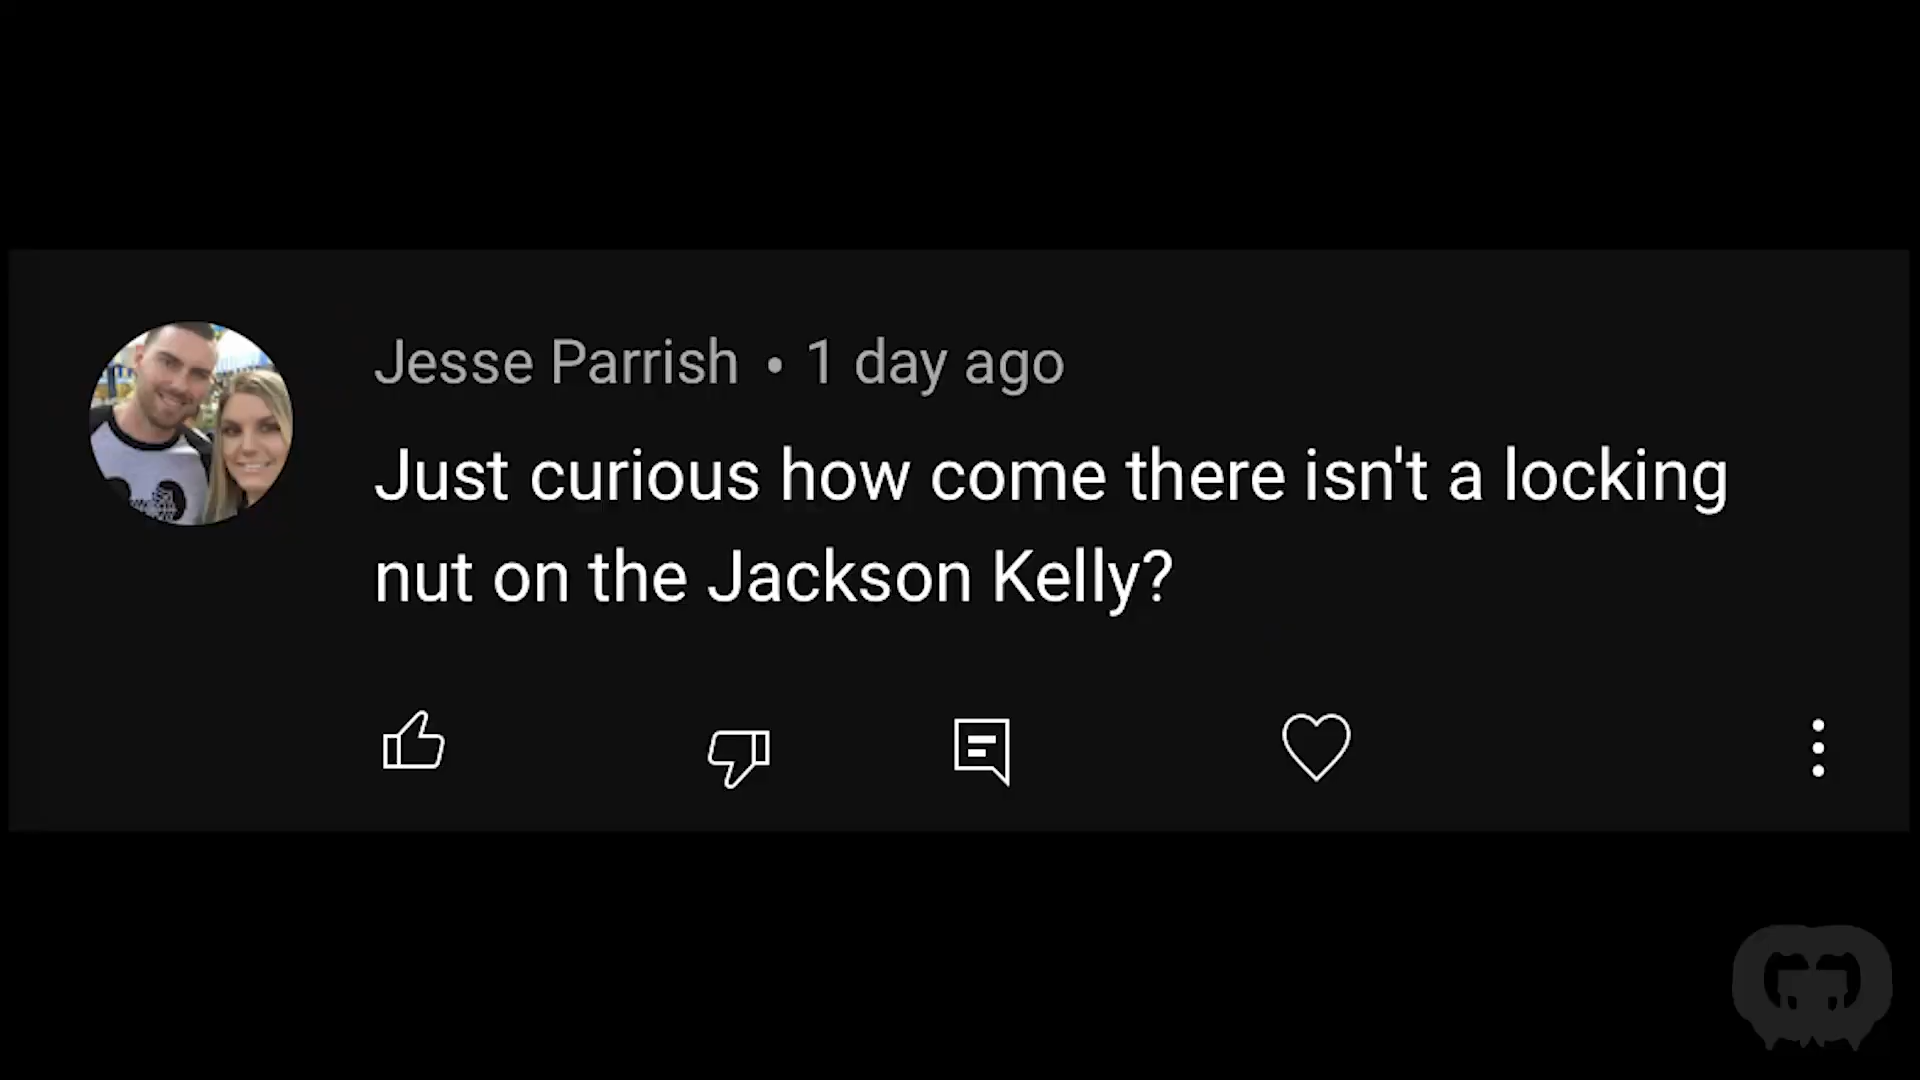 Jesse Parrish • 1 day ago
Just curious how come there isn't a locking
nut on the Jackson Kelly?